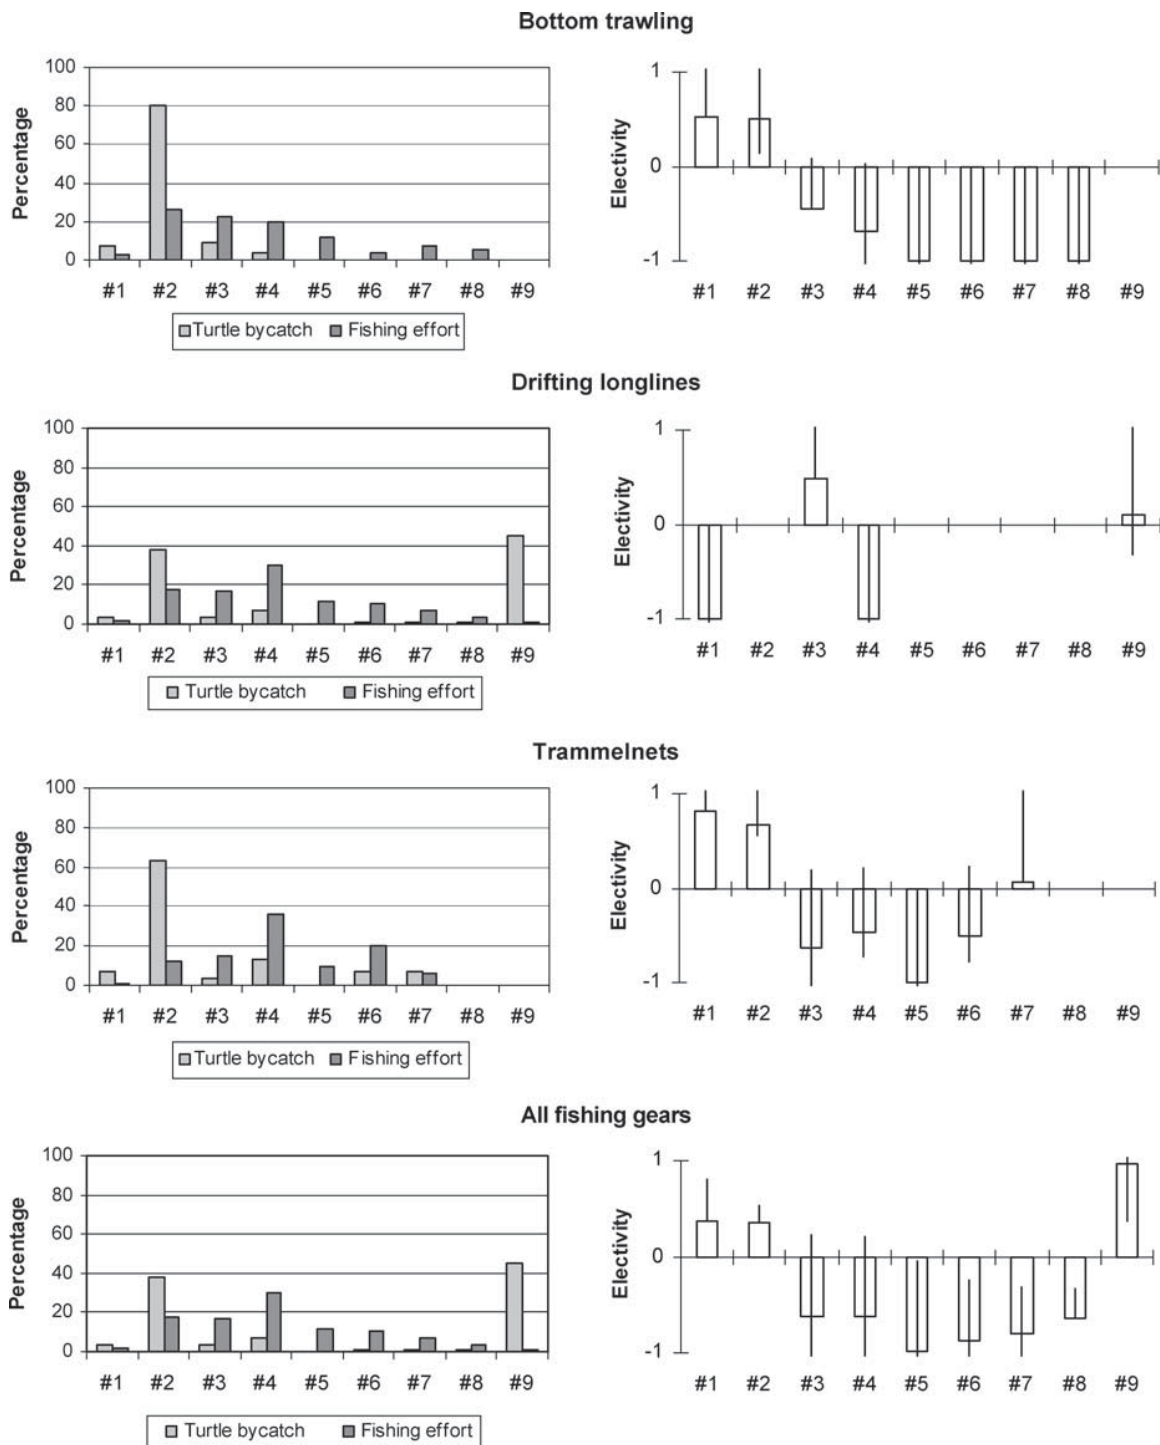 Bottom trawling
Percentage
100
80
60
40
20
0
#1 #2 #3 #4 #5 #6 #7 #8 #9
Turtle bycatch Fishing effort
Electivity
1
0
-1
#1 #2 #3 #4 #5 #6 #7 #8 #9
Drifting longlines
Percentage
100
80
60
40
20
0
#1 #2 #3 #4 #5 #6 #7 #8 #9
Turtle bycatch Fishing effort
Electivity
1
0
-1
#1 #2 #3 #4 #5 #6 #7 #8 #9
Trammelnets
Percentage
100
80
60
40
20
0
#1 #2 #3 #4 #5 #6 #7 #8 #9
Turtle bycatch Fishing effort
Electivity
1
0
-1
#1 #2 #3 #4 #5 #6 #7 #8 #9
All fishing gears
Percentage
100
80
60
40
20
0
#1 #2 #3 #4 #5 #6 #7 #8 #9
Turtle bycatch Fishing effort
Electivity
1
0
-1
#1 #2 #3 #4 #5 #6 #7 #8 #9